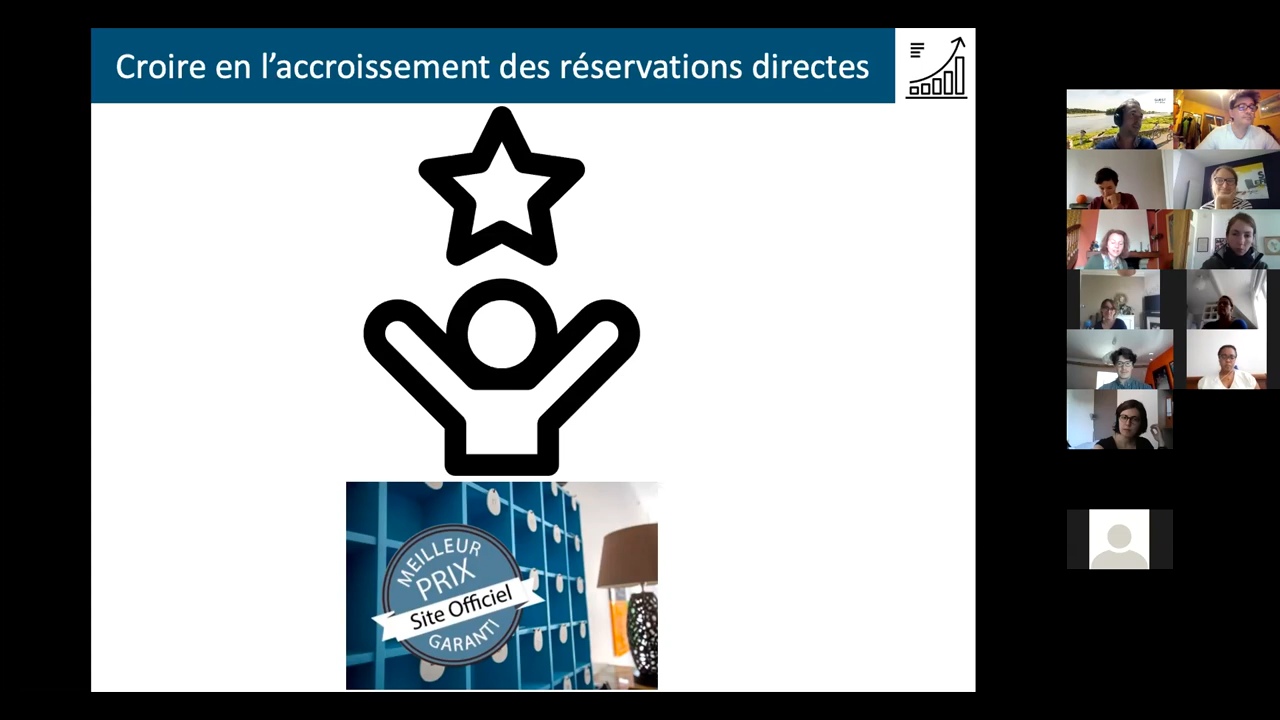 Croire en l’accroissement des réservations directes
MEILLEUR
PRIX
Site Officiel
GARANTI